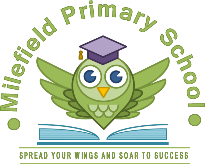 Milefield Primary School
SPREAD YOUR WINGS AND SOAR TO SUCCESS